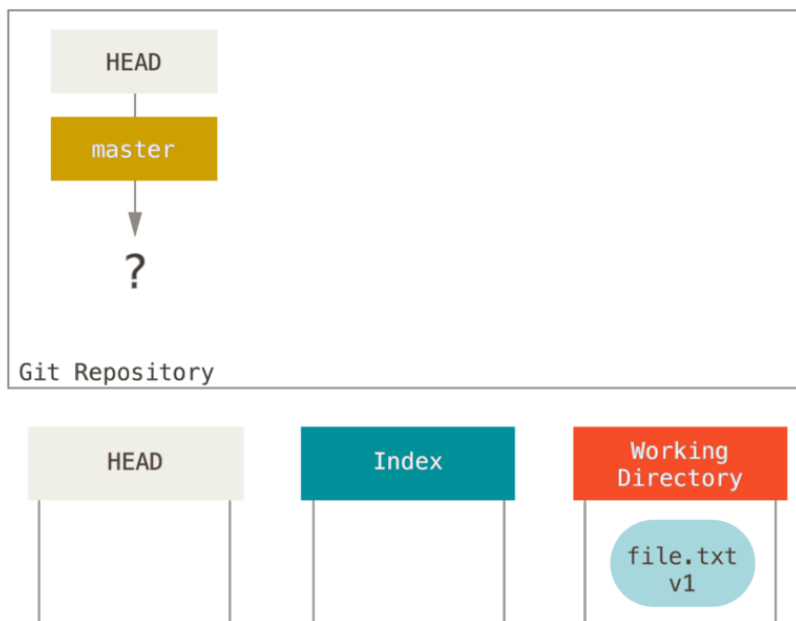 HEAD
master
?
Git Repository
HEAD
Index
Working
Directory
file.txt
v1